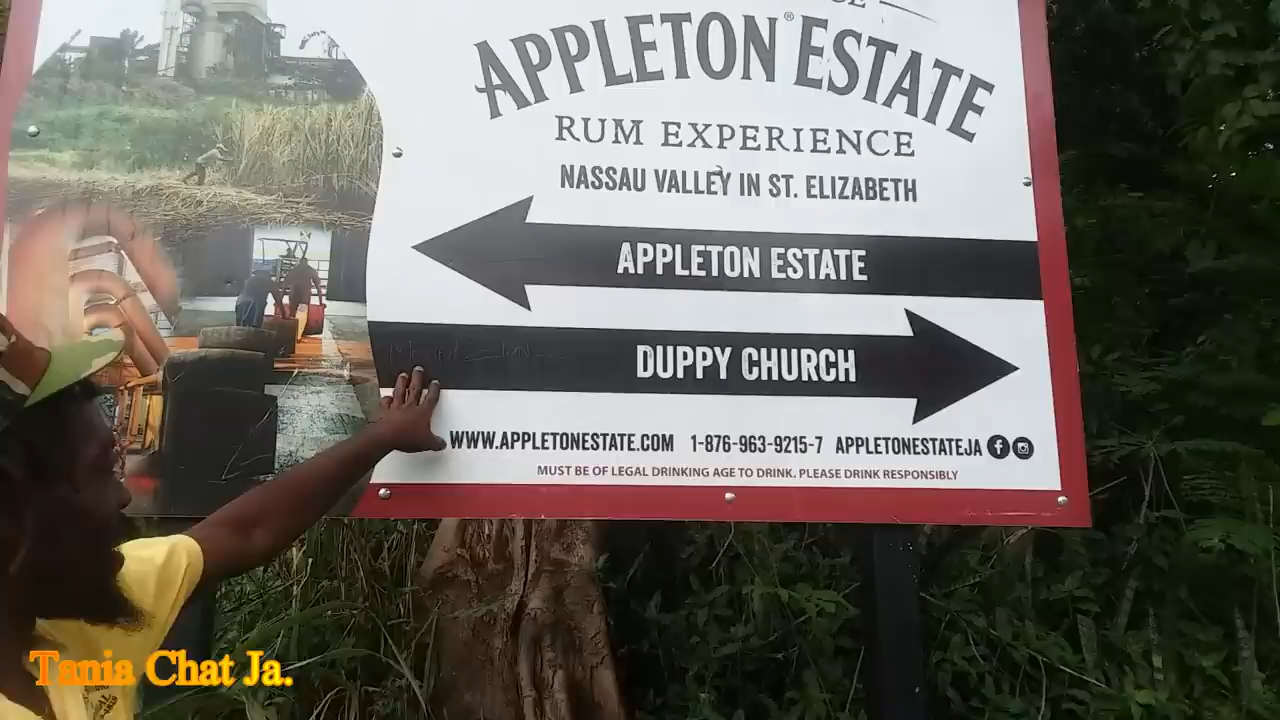 APPLETON® ESTATE
RUM EXPERIENCE
NASSAU VALLEY IN ST. ELIZABETH
APPLETON ESTATE
DUPPY CHURCH
WWW.APPLETONESTATE.COM 1-876-963-9215-7 APPLETONESTATEJA
MUST BE OF LEGAL DRINKING AGE TO DRINK. PLEASE DRINK RESPONSIBLY
Tania Chat Ja.